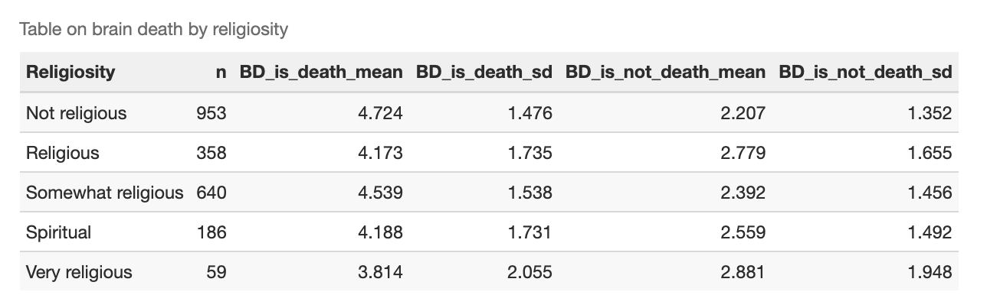 Table on brain death by religiosity
Religiosity n BD_is_death_mean BD_is_death_sd BD_is_not_death_mean BD_is_not_death_sd
Not religious 953 4.724 1.476 2.207 1.352
Religious 358 4.173 1.735 2.779 1.655
Somewhat religious 640 4.539 1.538 2.392 1.456
Spiritual 186 4.188 1.731 2.559 1.492
Very religious 59 3.814 2.055 2.881 1.948